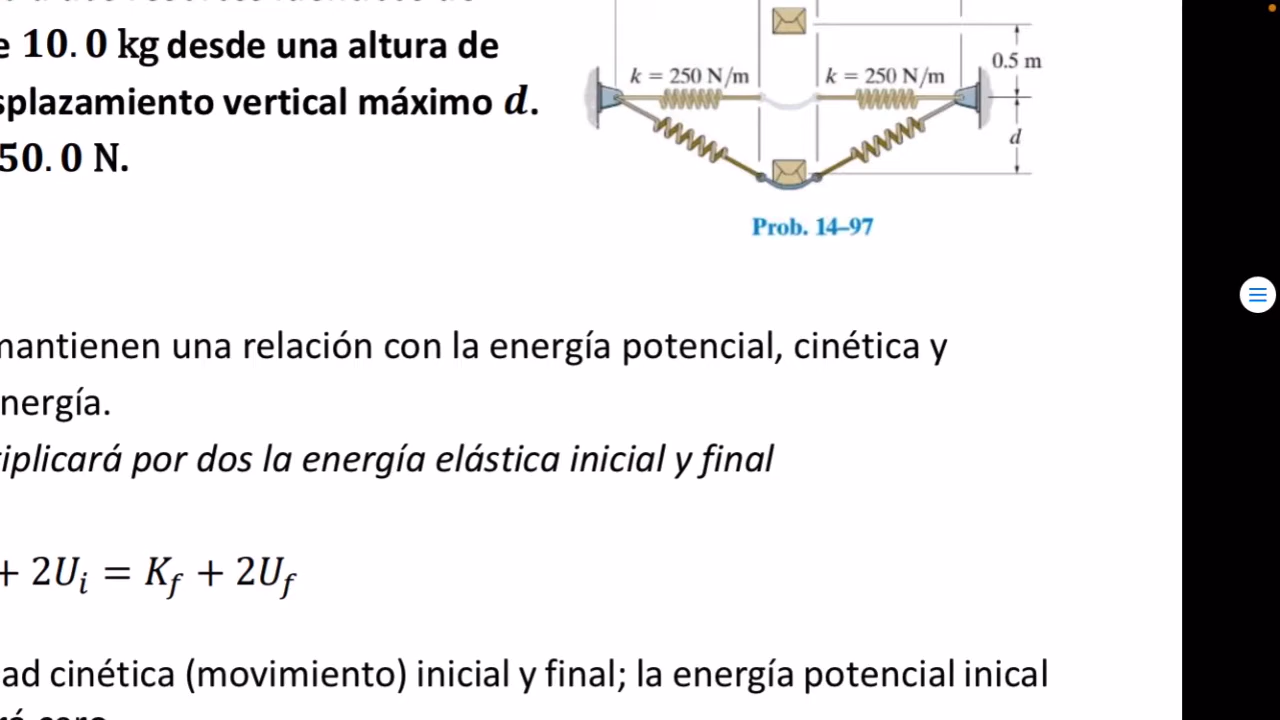 e 10.0 kg desde una altura de
splazamiento vertical máximo d.
50.0 N.
k = 250 N/m
k = 250 N/m
0.5 m
d
Prob. 14–97
mantienen una relación con la energía potencial, cinética y
nergía.
tiplicará por dos la energía elástica inicial y final
+ 2U_i = K_f + 2U_f
ad cinética (movimiento) inicial y final; la energía potencial inical